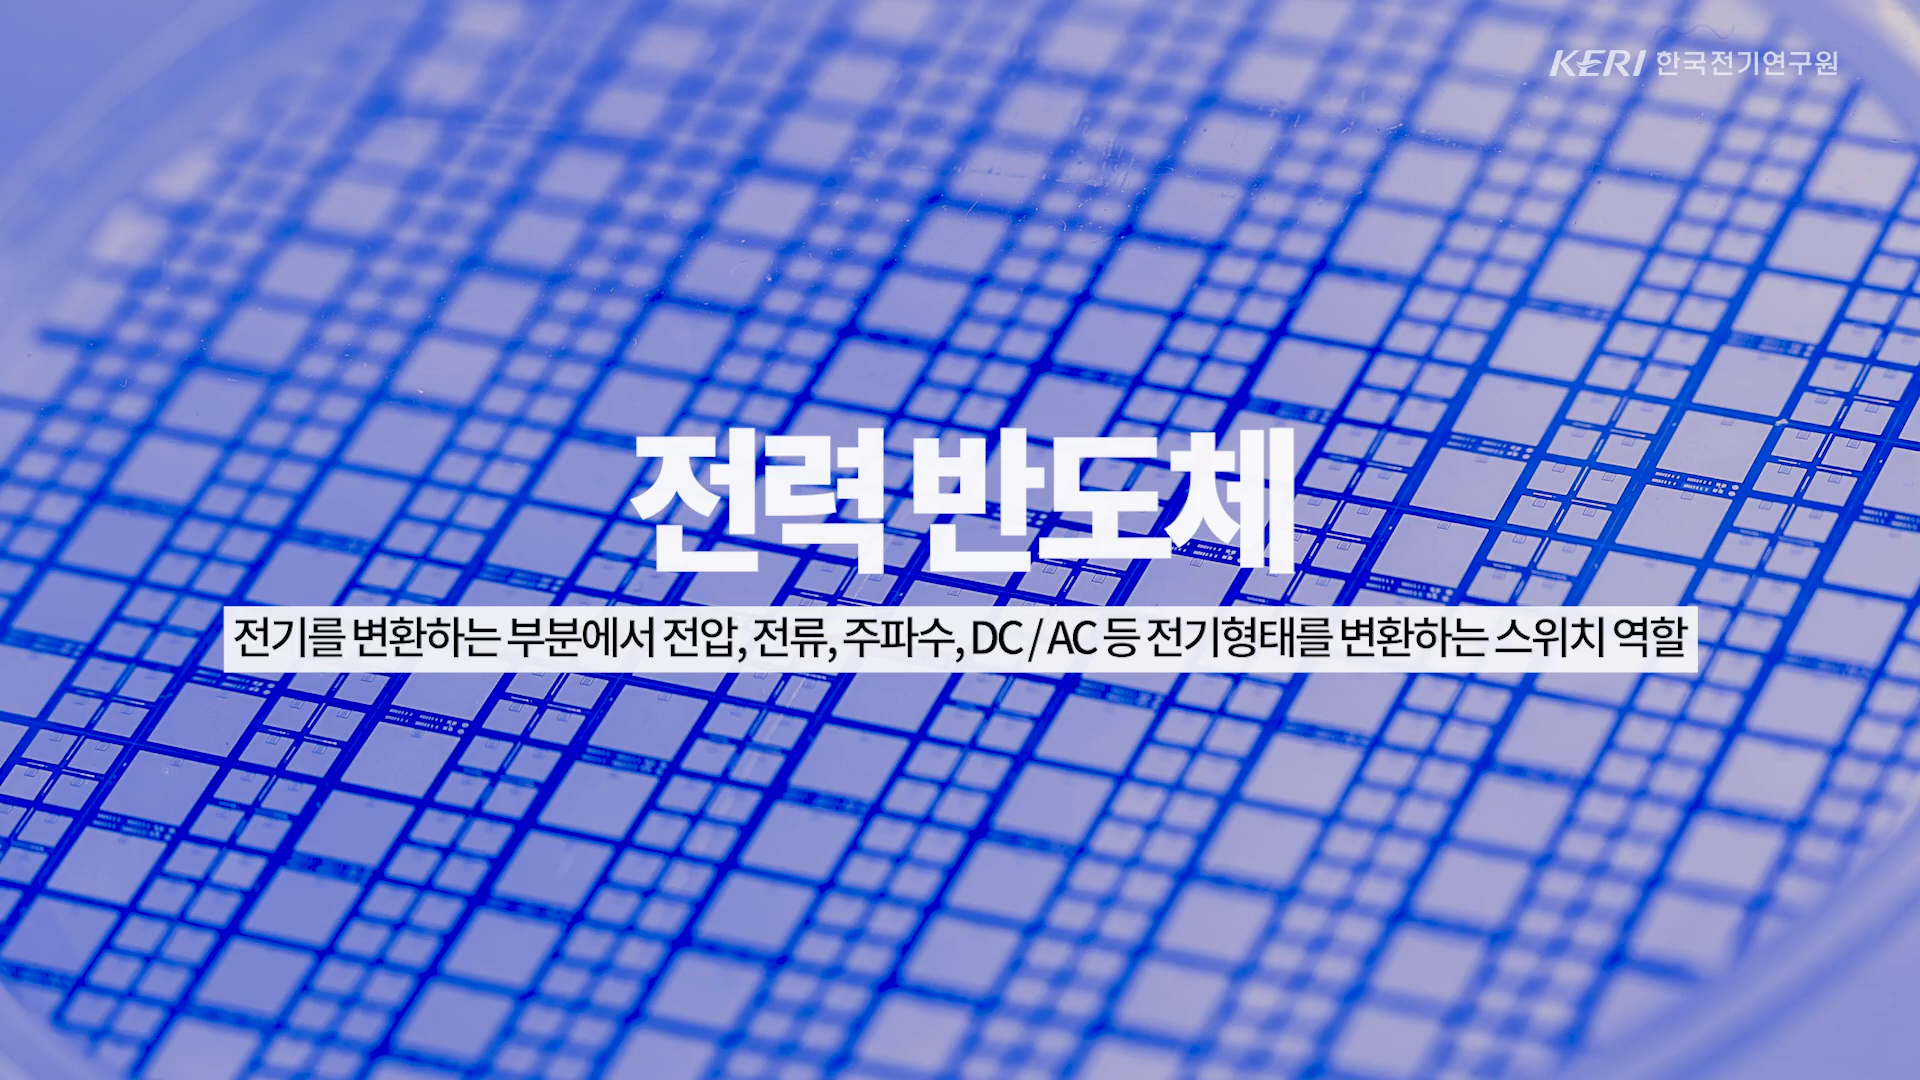 KERI 한국전기연구원
전력반도체
전기를 변환하는 부분에서 전압, 전류, 주파수, DC / AC 등 전기형태를 변환하는 스위치 역할